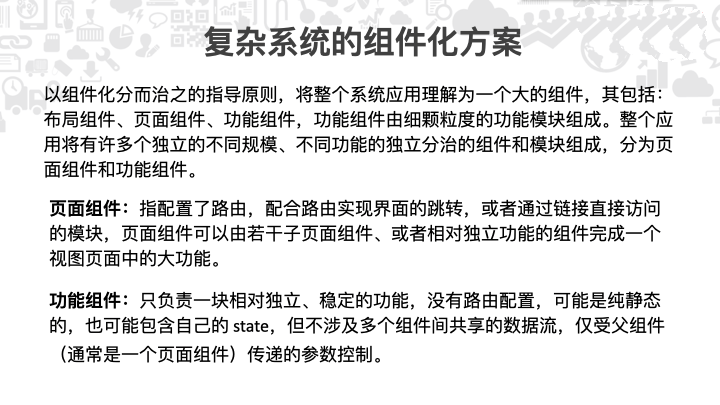 复杂系统的组件化方案
以组件化分而治之的指导原则，将整个系统应用理解为一个大的组件，其包括：
布局组件、页面组件、功能组件，功能组件由细颗粒度的功能模块组成。整个应
用将有许多个独立的不同规模、不同功能的独立分治的组件和模块组成，分为页
面组件和功能组件。
页面组件：指配置了路由，配合路由实现界面的跳转，或者通过链接直接访问
的模块，页面组件可以由若干子页面组件、或者相对独立功能的组件完成一个
视图页面中的大功能。
功能组件：只负责一块相对独立、稳定的功能，没有路由配置，可能是纯静态
的，也可能包含自己的 state，但不涉及多个组件间共享的数据流，仅受父组件
（通常是一个页面组件）传递的参数控制。